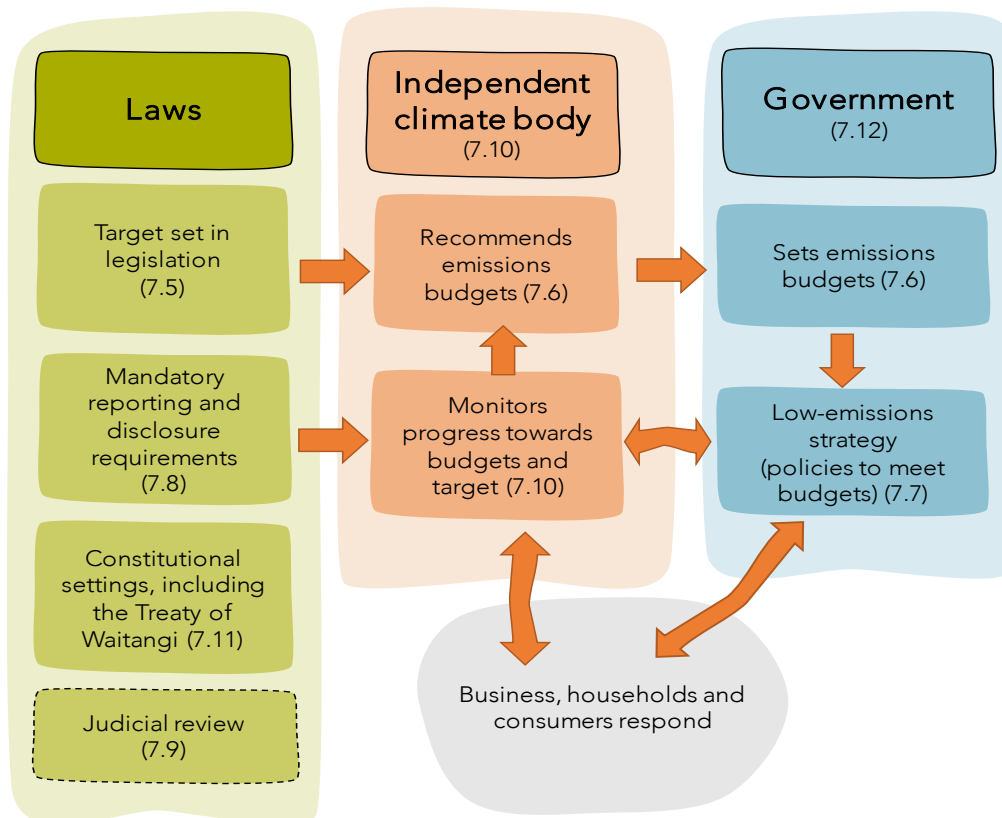 Laws
Target set in
legislation
(7.5)
Mandatory
reporting and
disclosure
requirements
(7.8)
Constitutional
settings, including
the Treaty of
Waitangi (7.11)
Judicial review
(7.9)
Independent
climate body
(7.10)
Recommends
emissions
budgets (7.6)
Monitors
progress towards
budgets and
target (7.10)
Government
(7.12)
Sets emissions
budgets (7.6)
Low-emissions
strategy
(policies to meet
budgets) (7.7)
Business, households and
consumers respond